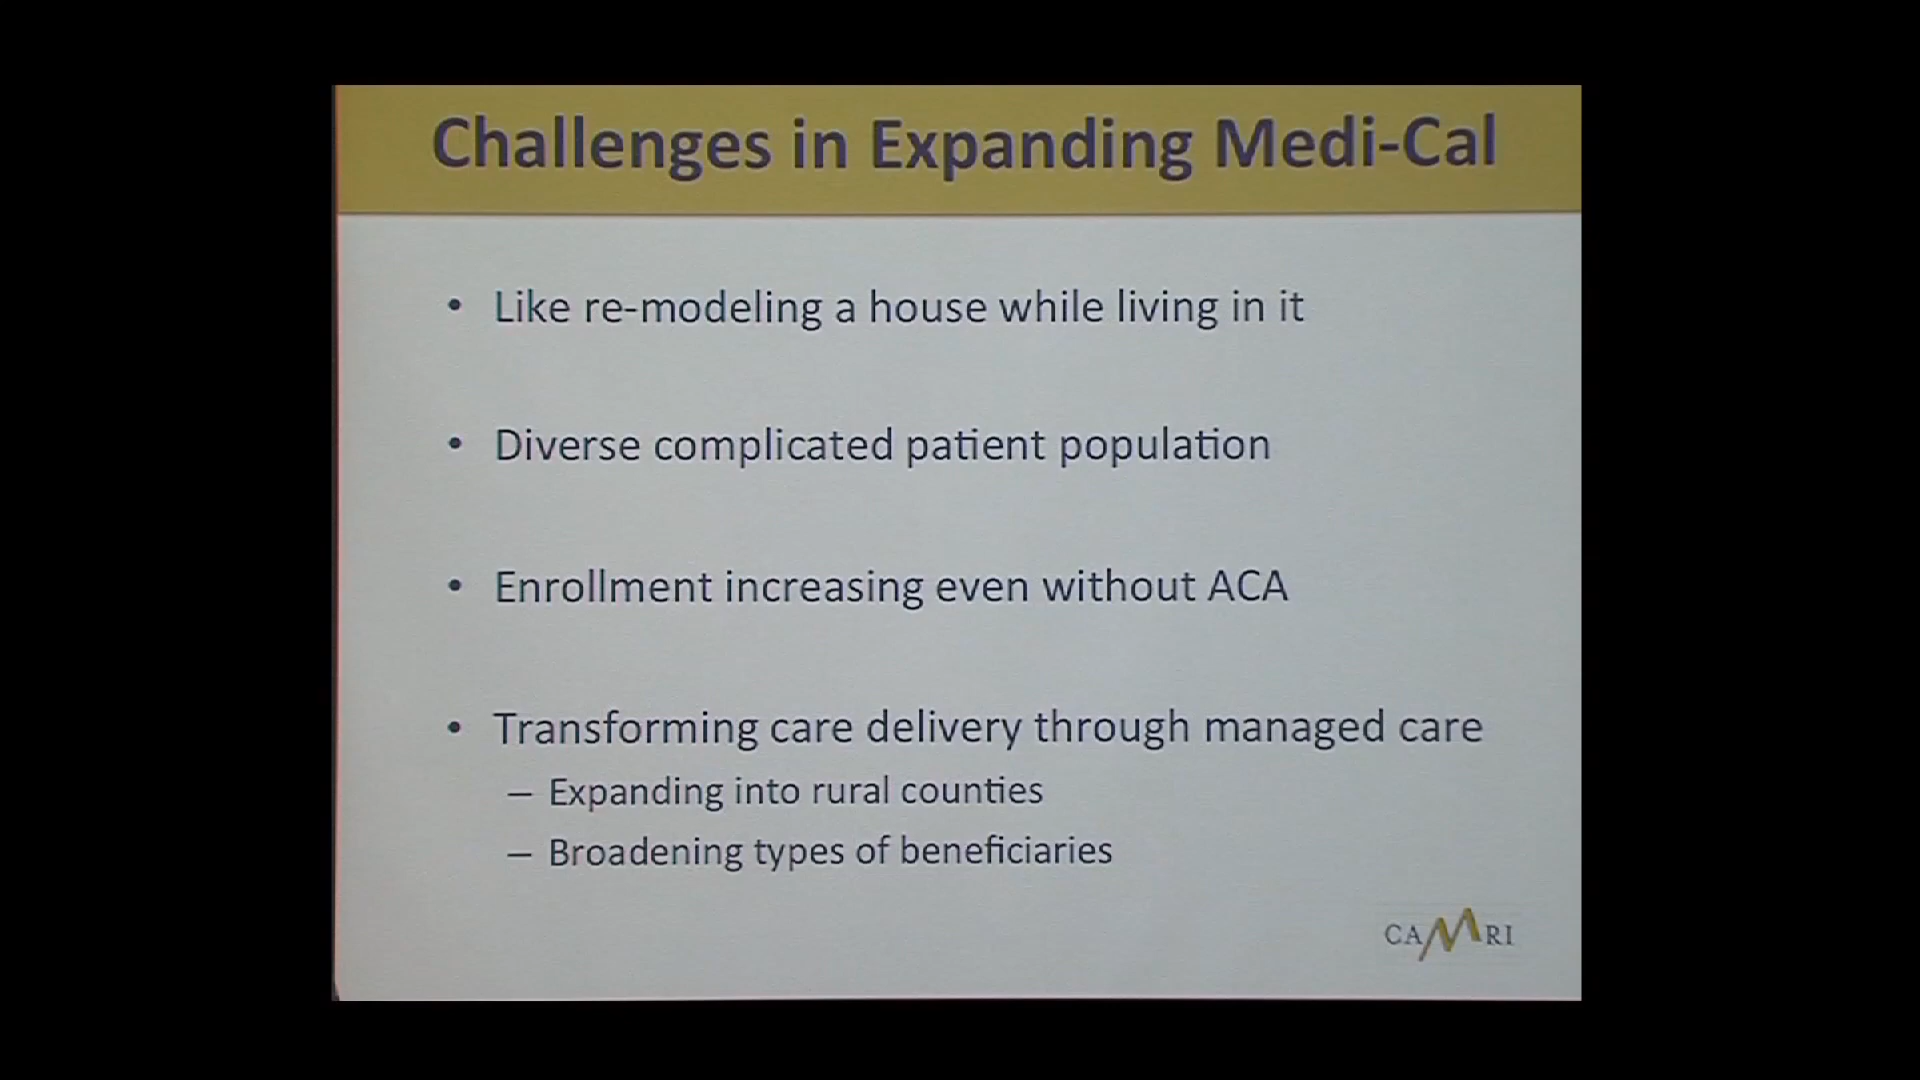 Challenges in Expanding Medi-Cal
• Like re-modeling a house while living in it
• Diverse complicated patient population
• Enrollment increasing even without ACA
• Transforming care delivery through managed care
– Expanding into rural counties
– Broadening types of beneficiaries
CAMRI